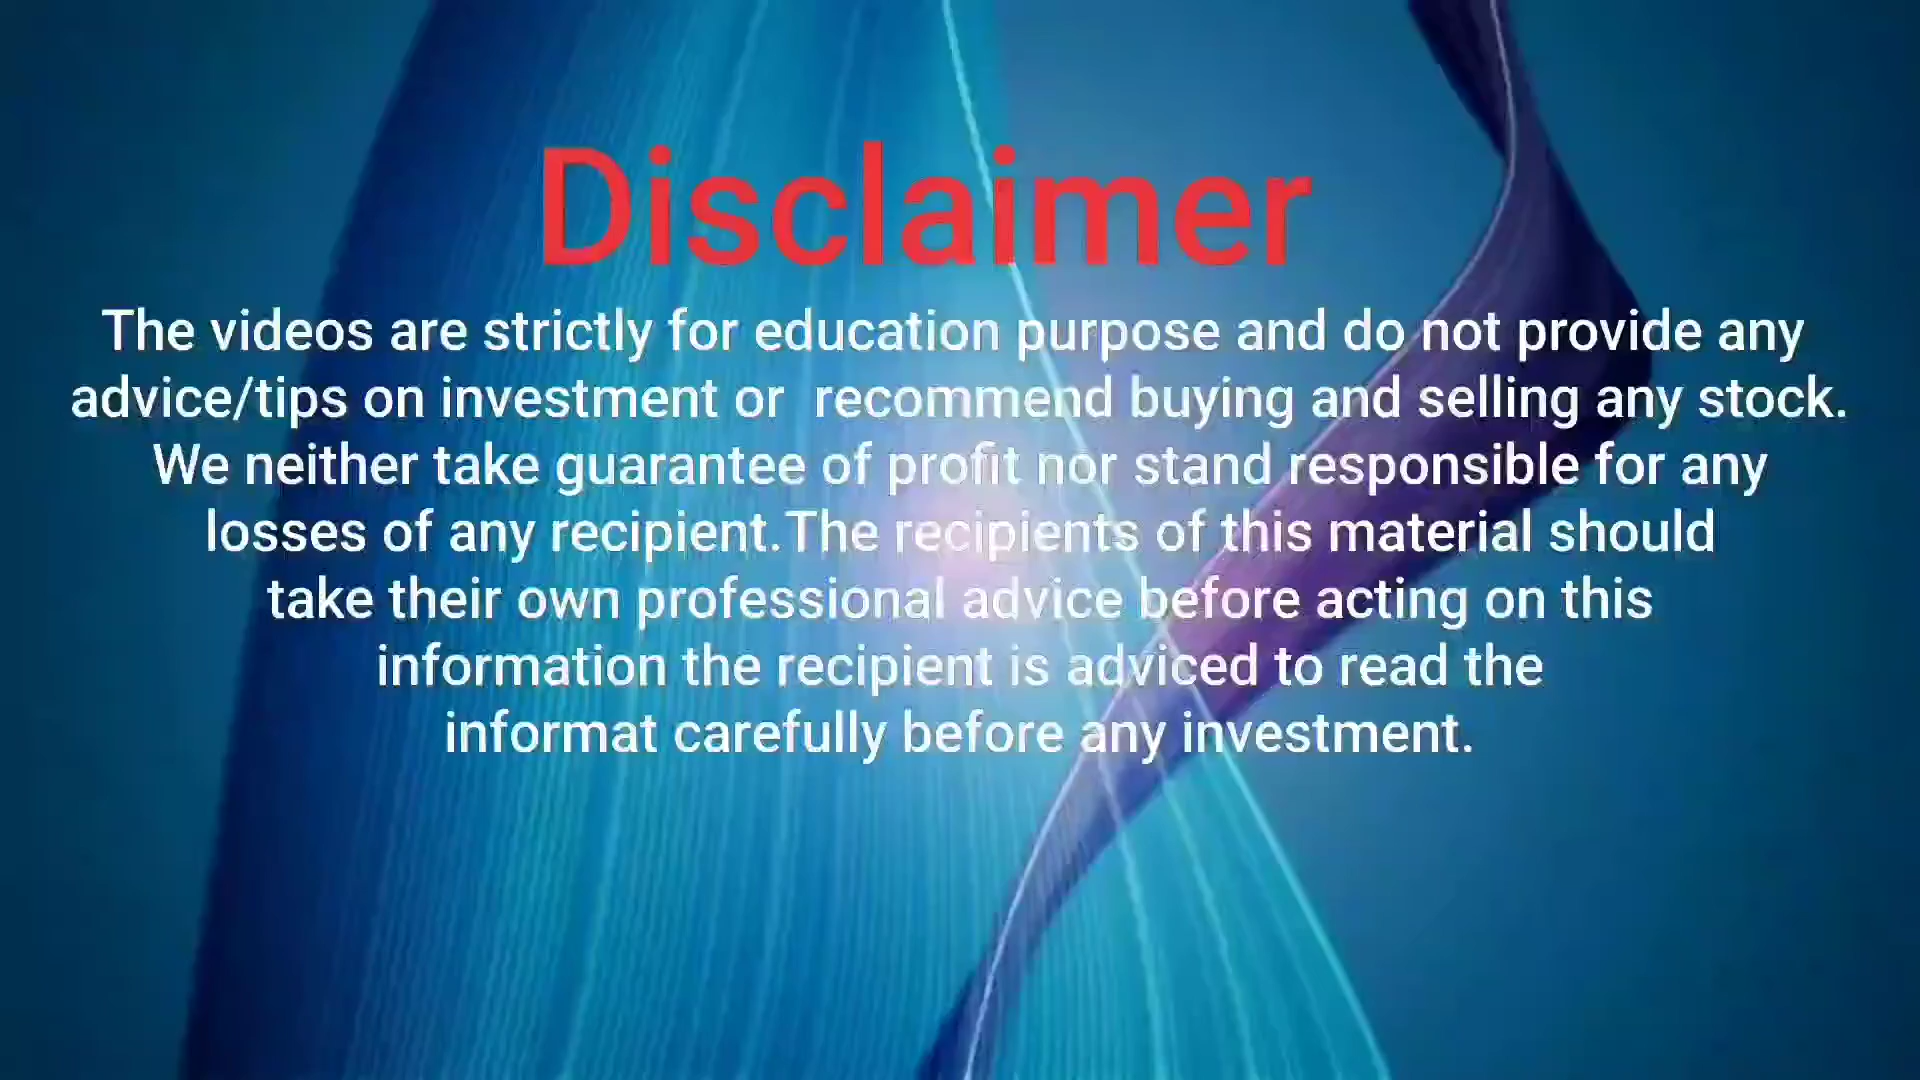 Disclaimer
The videos are strictly for education purpose and do not provide any
advice/tips on investment or  recommend buying and selling any stock.
We neither take guarantee of profit nor stand responsible for any
losses of any recipient.The recipients of this material should
take their own professional advice before acting on this
information the recipient is adviced to read the
informat carefully before any investment.